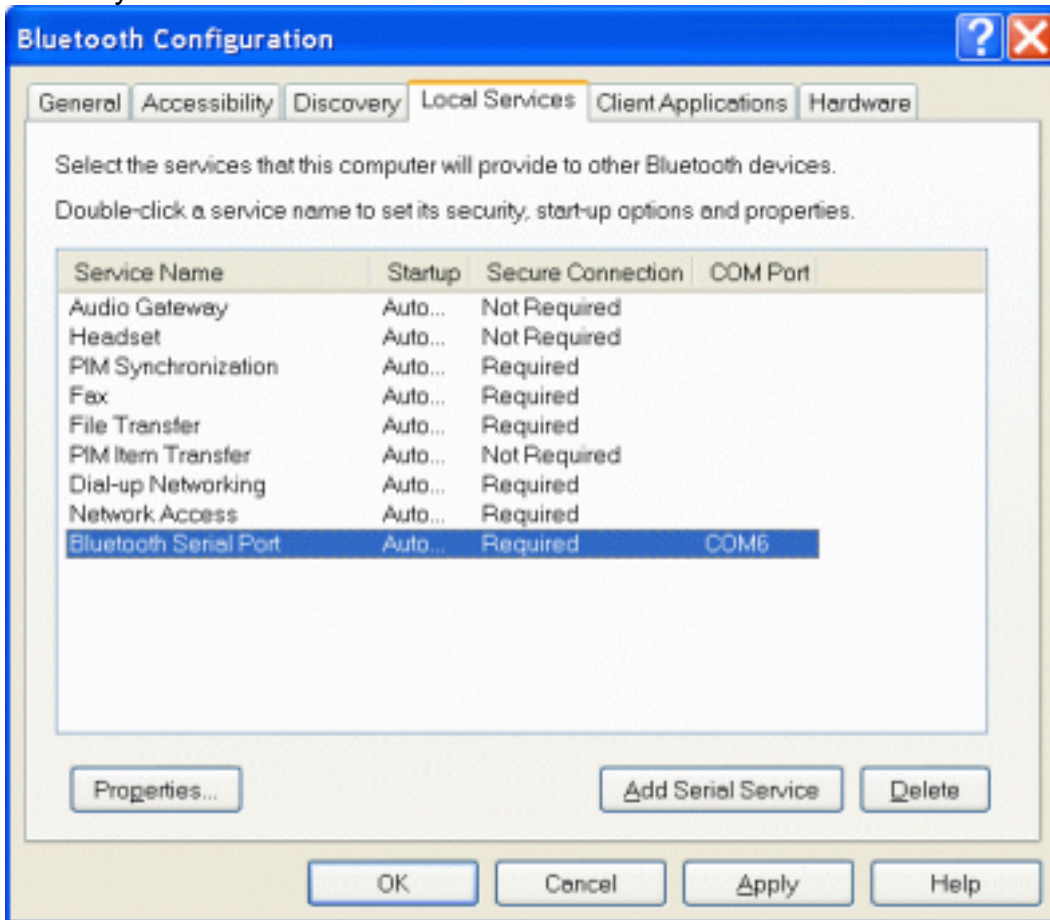 Bluetooth Configuration
General Accessibility Discovery Local Services Client Applications Hardware
Select the services that this computer will provide to other Bluetooth devices.
Double-click a service name to set its security, start-up options and properties.
Service Name Startup Secure Connection COM Port
Audio Gateway Auto... Not Required
Headset Auto... Not Required
PIM Synchronization Auto... Required
Fax Auto... Required
File Transfer Auto... Required
PIM Item Transfer Auto... Not Required
Dial-up Networking Auto... Required
Network Access Auto... Required
Bluetooth Serial Port Auto... Required COM6
Properties... Add Serial Service Delete
OK Cancel Apply Help